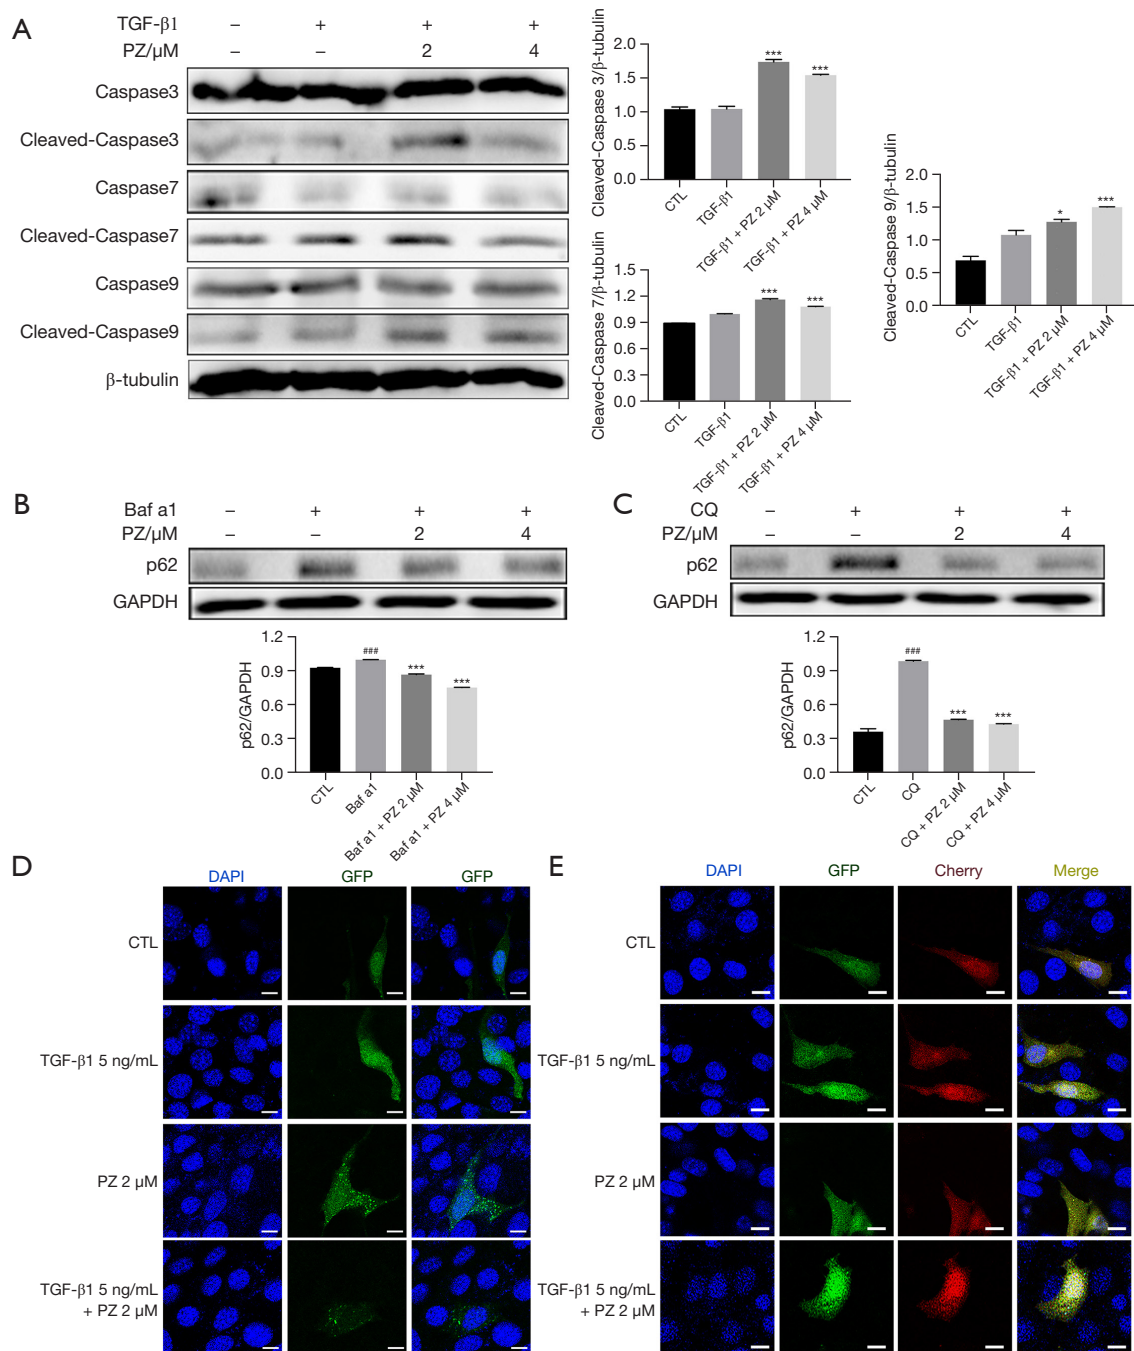 A
TGF-β1 – + + +
PZ/μM – – 2 4
Caspase3
Cleaved-Caspase3
Caspase7
Cleaved-Caspase7
Caspase9
Cleaved-Caspase9
β-tubulin
Cleaved-Caspase 3/β-tubulin
2.0
1.5
1.0
0.5
0.0
***
***
CTL
TGF-β1
TGF-β1 + PZ 2 μM
TGF-β1 + PZ 4 μM
Cleaved-Caspase 7/β-tubulin
1.5
1.2
0.9
0.6
0.3
0.0
***
***
CTL
TGF-β1
TGF-β1 + PZ 2 μM
TGF-β1 + PZ 4 μM
Cleaved-Caspase 9/β-tubulin
2.0
1.5
1.0
0.5
0.0
*
***
CTL
TGF-β1
TGF-β1 + PZ 2 μM
TGF-β1 + PZ 4 μM
B
Baf a1 – + + +
PZ/μM – – 2 4
p62
GAPDH
p62/GAPDH
1.2
0.9
0.6
0.3
0.0
###
***
***
CTL
Baf a1
Baf a1 + PZ 2 μM
Baf a1 + PZ 4 μM
C
CQ – + + +
PZ/μM – – 2 4
p62
GAPDH
p62/GAPDH
1.2
0.9
0.6
0.3
0.0
###
***
***
CTL
CQ
CQ + PZ 2 μM
CQ + PZ 4 μM
D
DAPI GFP GFP
CTL
TGF-β1 5 ng/mL
PZ 2 μM
TGF-β1 5 ng/mL
+ PZ 2 μM
E
DAPI GFP Cherry Merge
CTL
TGF-β1 5 ng/mL
PZ 2 μM
TGF-β1 5 ng/mL
+ PZ 2 μM